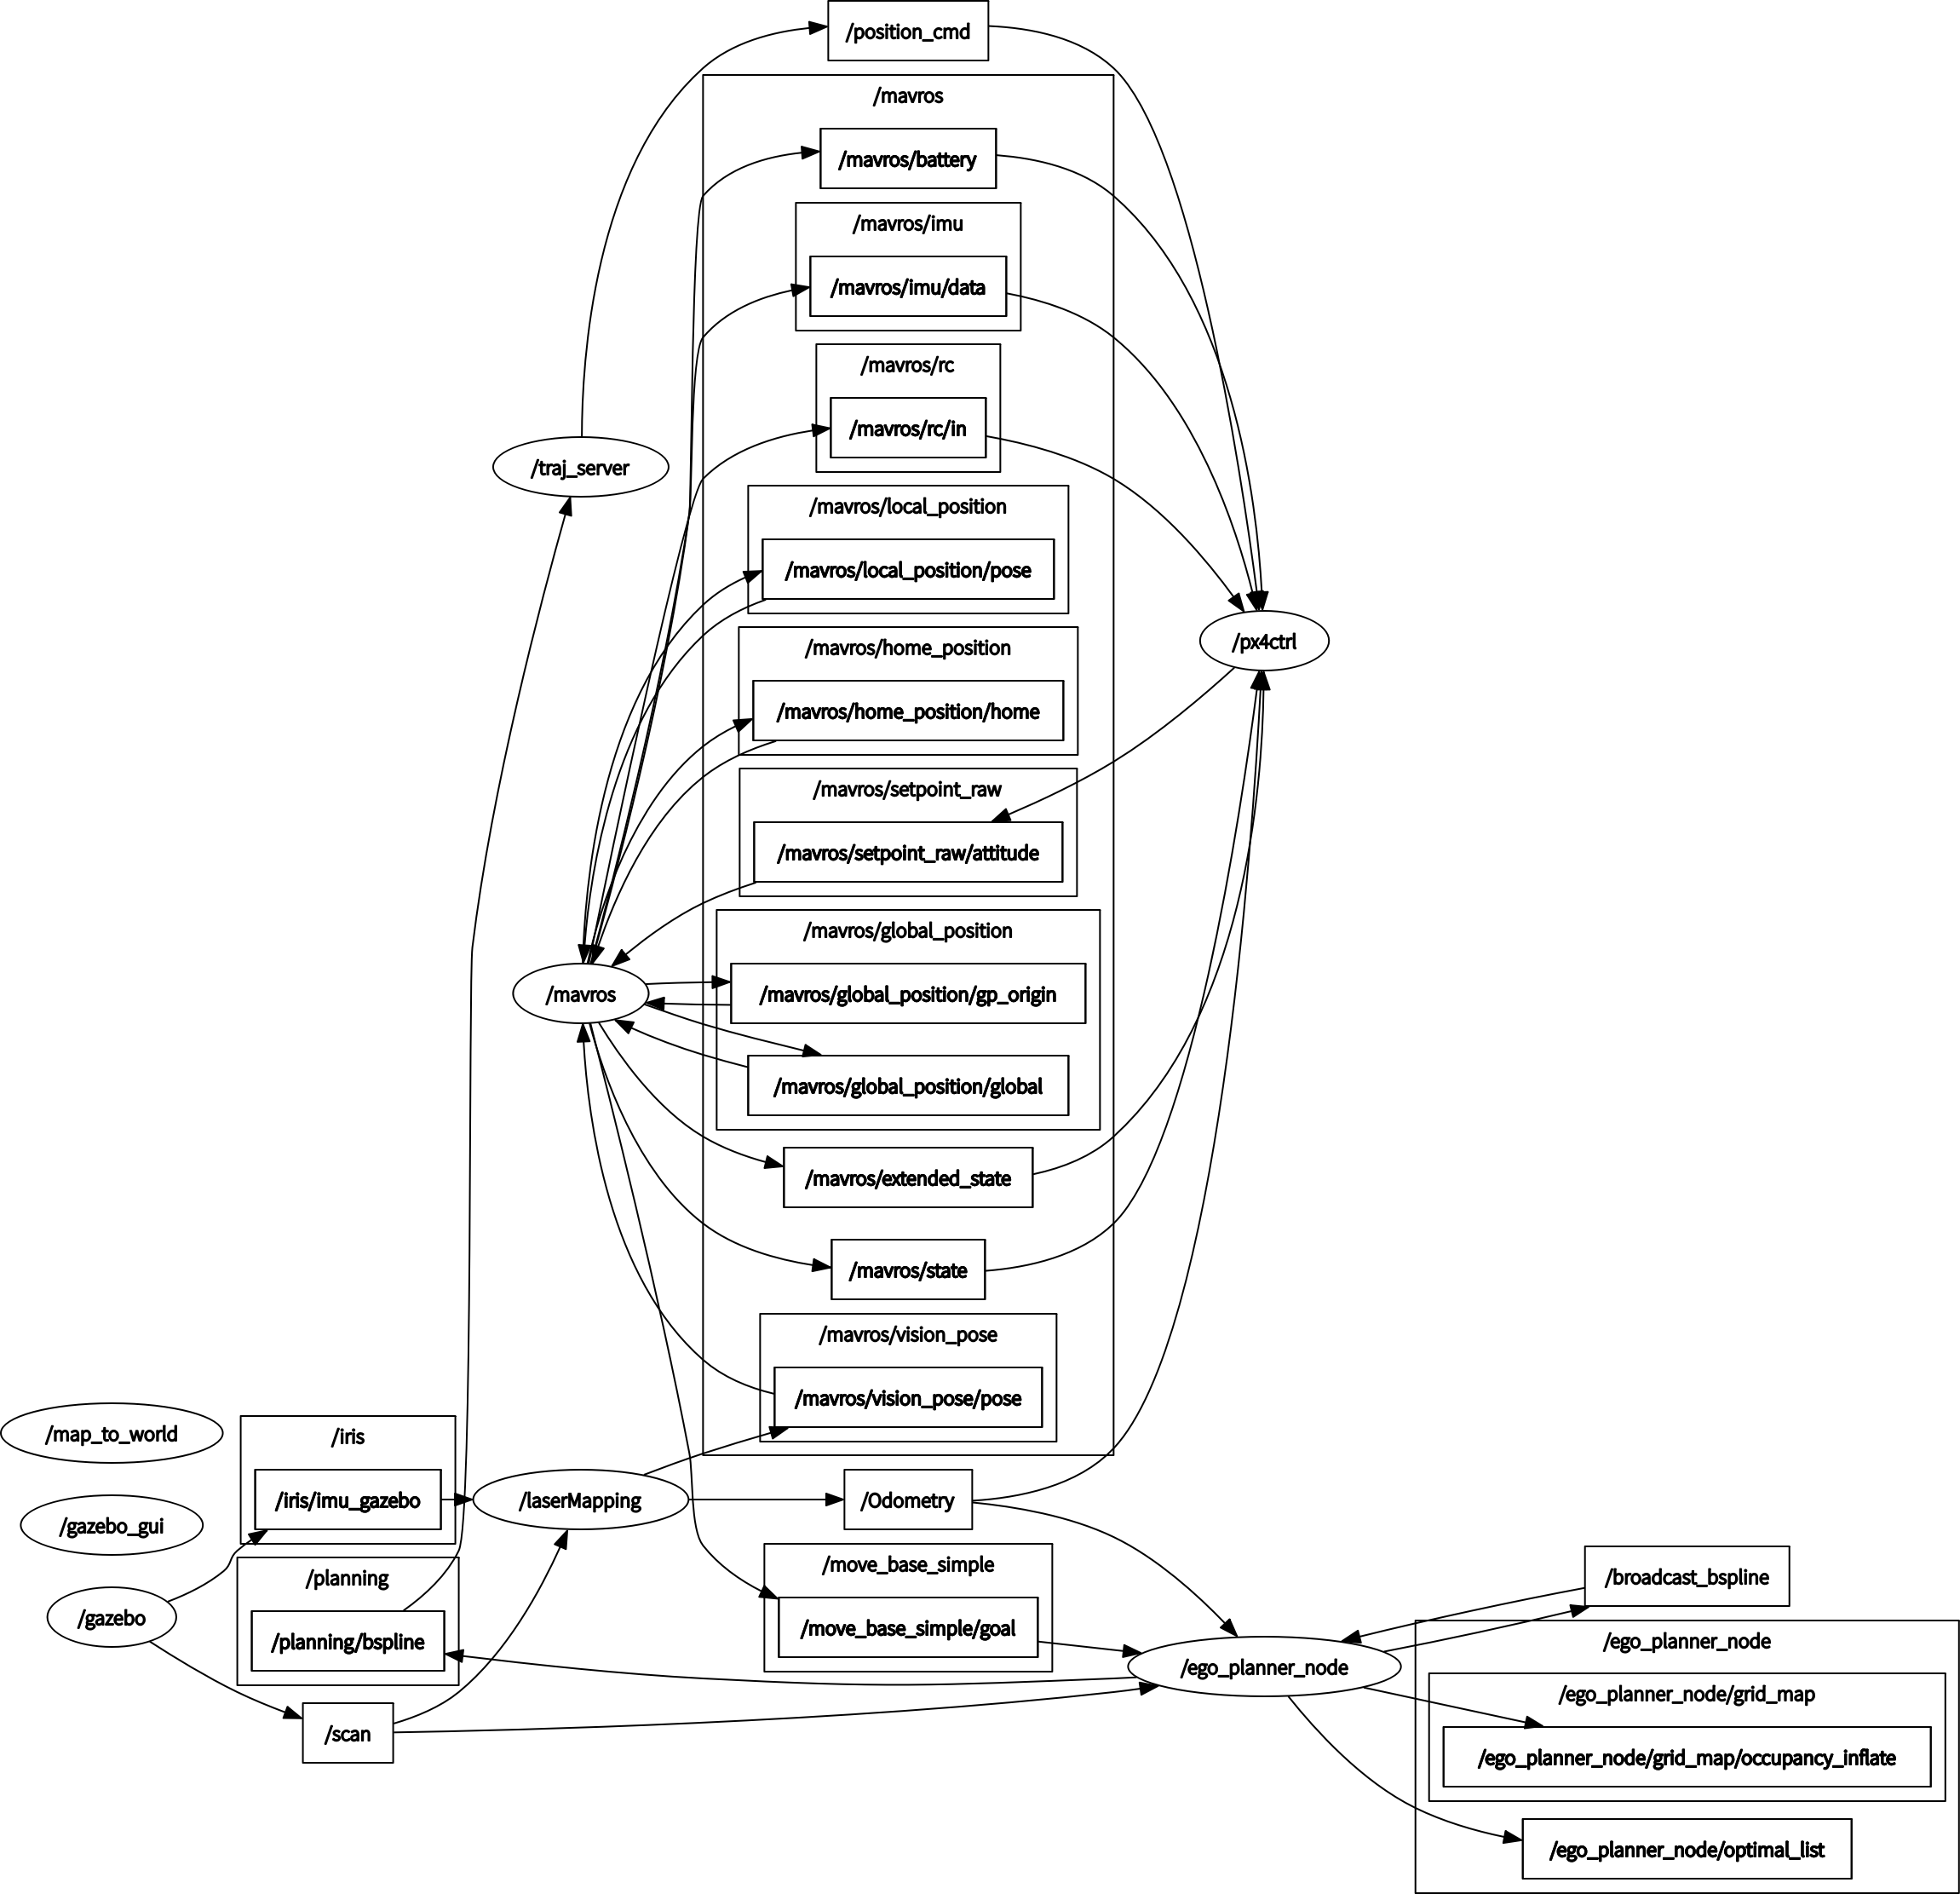 /position_cmd
/mavros
/mavros/battery
/mavros/imu
/mavros/imu/data
/mavros/rc
/mavros/rc/in
/traj_server
/mavros/local_position
/mavros/local_position/pose
/px4ctrl
/mavros/home_position
/mavros/home_position/home
/mavros/setpoint_raw
/mavros/setpoint_raw/attitude
/mavros/global_position
/mavros
/mavros/global_position/gp_origin
/mavros/global_position/global
/mavros/extended_state
/mavros/state
/mavros/vision_pose
/mavros/vision_pose/pose
/map_to_world
/iris
/iris/imu_gazebo
/laserMapping
/Odometry
/gazebo_gui
/move_base_simple
/planning
/broadcast_bspline
/gazebo
/move_base_simple/goal
/planning/bspline
/ego_planner_node
/ego_planner_node
/ego_planner_node/grid_map
/scan
/ego_planner_node/grid_map/occupancy_inflate
/ego_planner_node/optimal_list